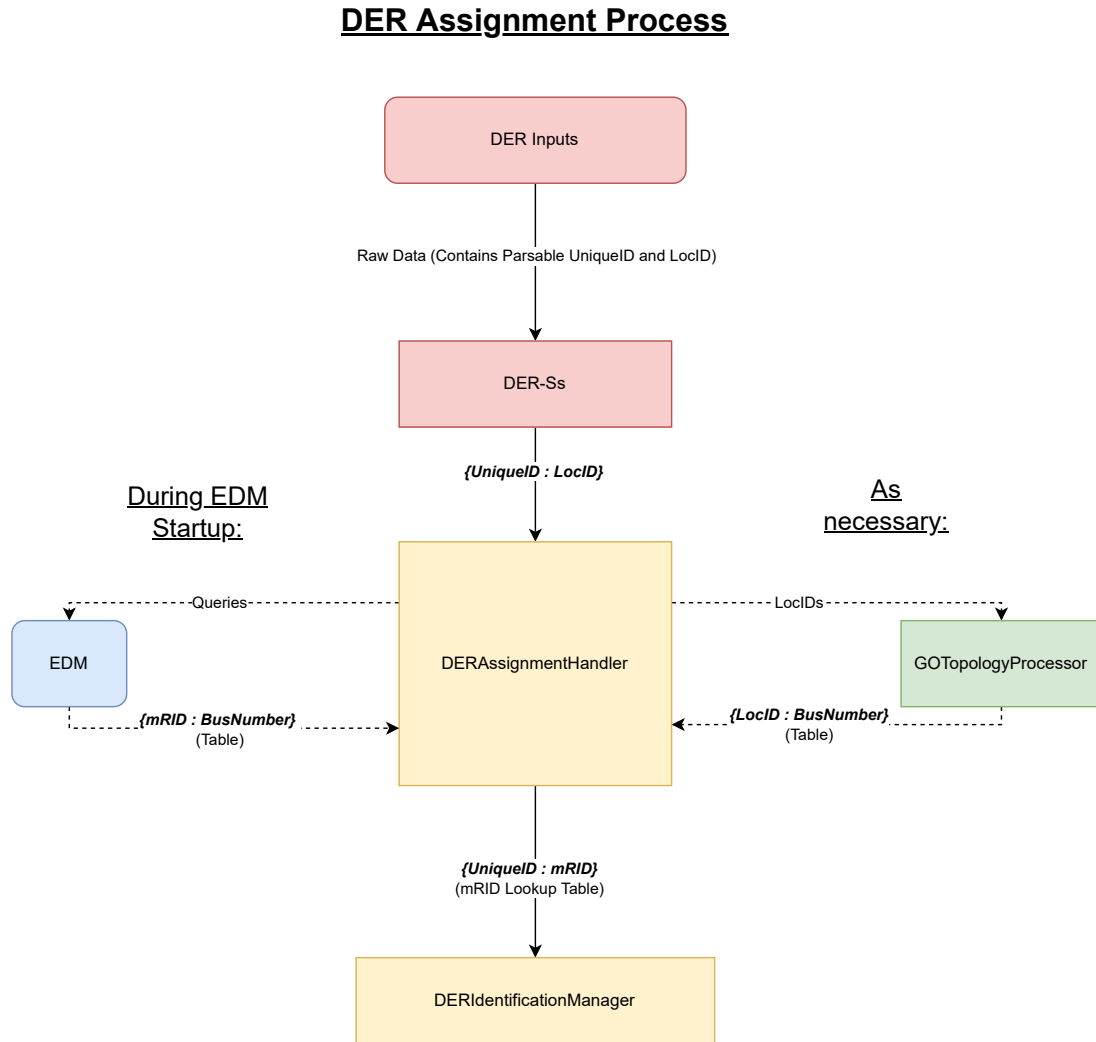 DER Assignment Process
DER Inputs
Raw Data (Contains Parsable UniqueID and LocID)
DER-Ss
{UniqueID : LocID}
During EDM
Startup:
As
necessary:
Queries
LocIDs
EDM
DERAssignmentHandler
GOTopologyProcessor
{mRID : BusNumber}
(Table)
{LocID : BusNumber}
(Table)
{UniqueID : mRID}
(mRID Lookup Table)
DERIdentificationManager